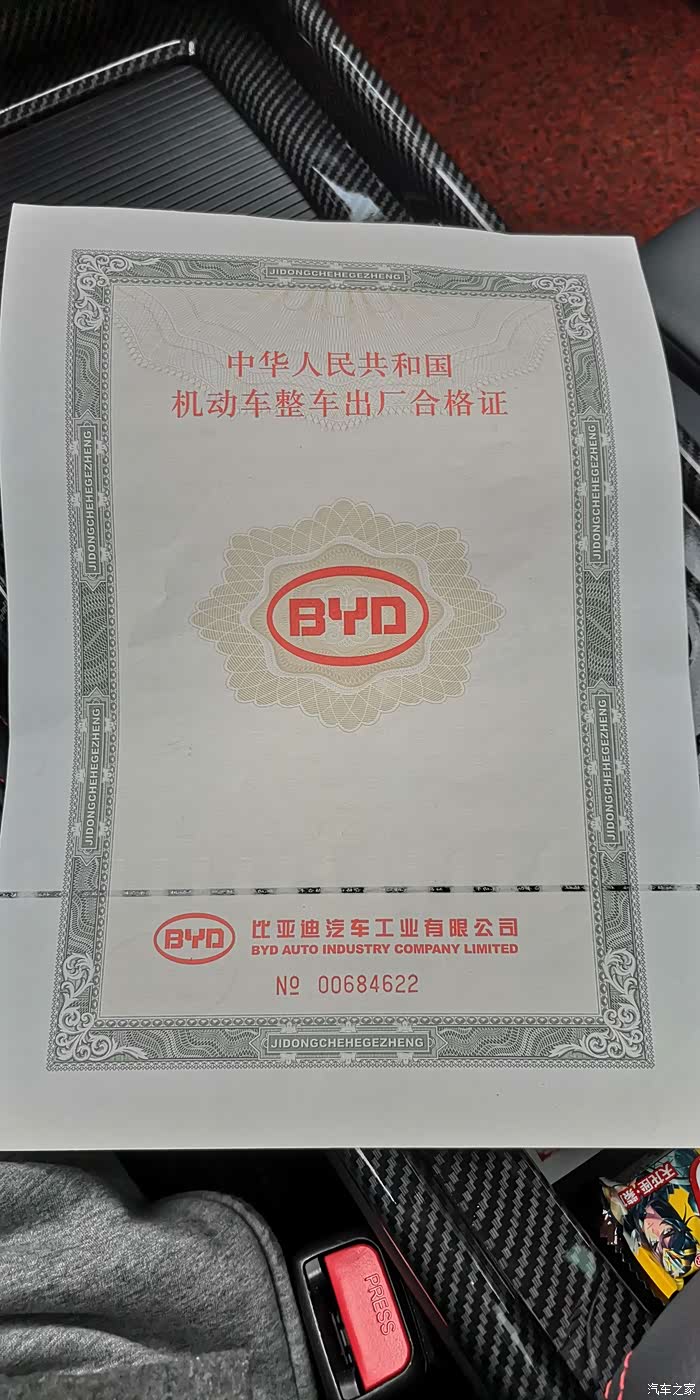 JIDONGCHEHEGEZHENG
中华人民共和国
机动车整车出厂合格证
JIDONGCHEHEGEZHENG
JIDONGCHEHEGEZHENG
BYD
JIDONGCHEHEGEZHENG
JIDONGCHEHEGEZHENG
BYD
比亚迪汽车工业有限公司
BYD AUTO INDUSTRY COMPANY LIMITED
Nº 00684622
JIDONGCHEHEGEZHENG
PRESS
汽车之家